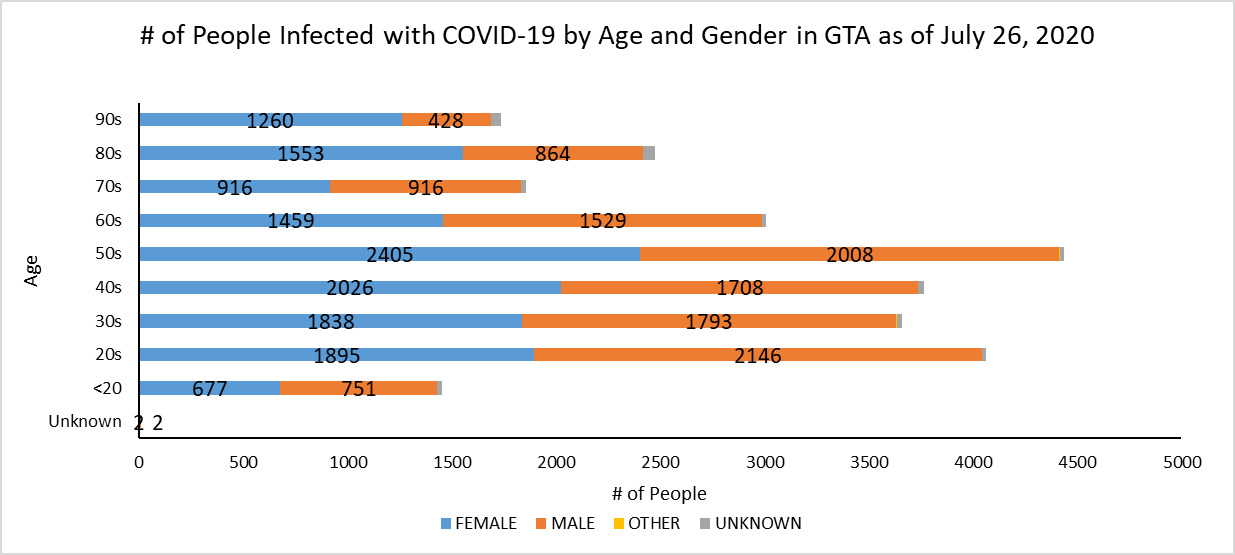 # of People Infected with COVID-19 by Age and Gender in GTA as of July 26, 2020
90s 1260 428
80s 1553 864
70s 916 916
60s 1459 1529
50s 2405 2008
Age
40s 2026 1708
30s 1838 1793
20s 1895 2146
<20 677 751
Unknown 2 2
0 500 1000 1500 2000 2500 3000 3500 4000 4500 5000
# of People
FEMALE MALE OTHER UNKNOWN